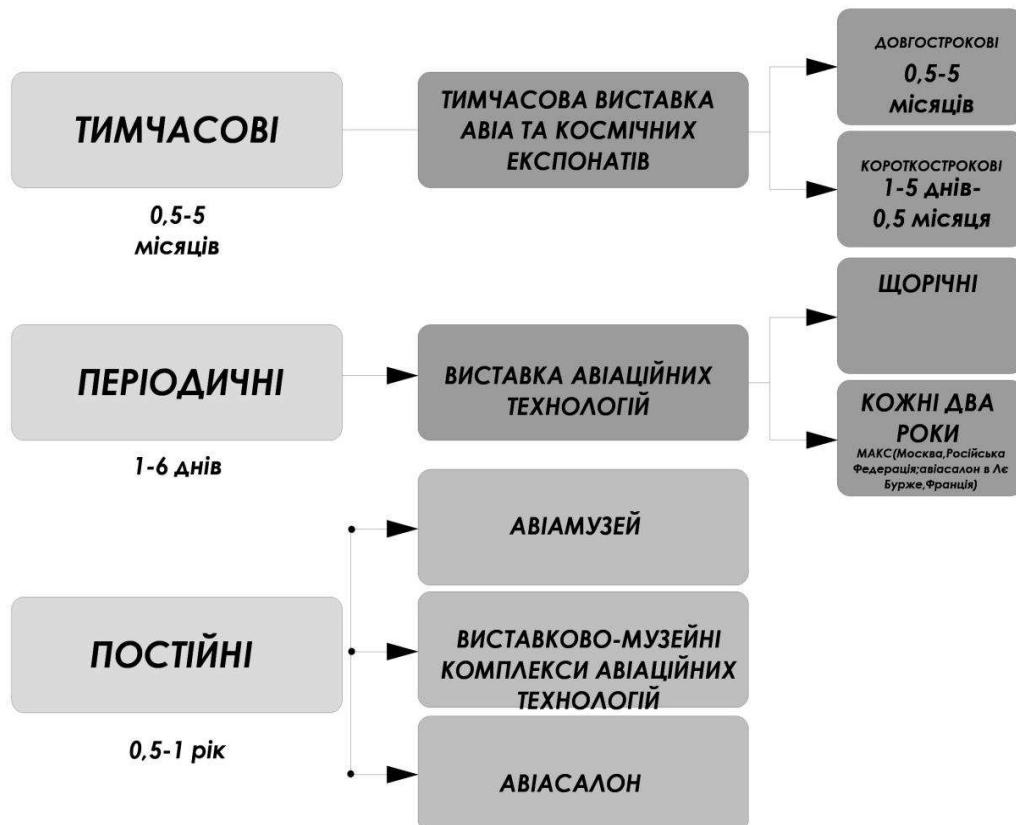 ТИМЧАСОВІ
0,5-5
місяців
ТИМЧАСОВА ВИСТАВКА
АВІА ТА КОСМІЧНИХ
ЕКСПОНАТІВ
ДОВГОСТРОКОВІ
0,5-5
місяців
КОРОТКОСТРОКОВІ
1-5 днів-
0,5 місяця
ПЕРІОДИЧНІ
1-6 днів
ВИСТАВКА АВІАЦІЙНИХ
ТЕХНОЛОГІЙ
ЩОРІЧНІ
КОЖНІ ДВА
РОКИ
МАКС(Москва,Російська
Федерація;авіасалон в Лє
Бурже,Франція)
ПОСТІЙНІ
0,5-1 рік
АВІАМУЗЕЙ
ВИСТАВКОВО-МУЗЕЙНІ
КОМПЛЕКСИ АВІАЦІЙНИХ
ТЕХНОЛОГІЙ
АВІАСАЛОН